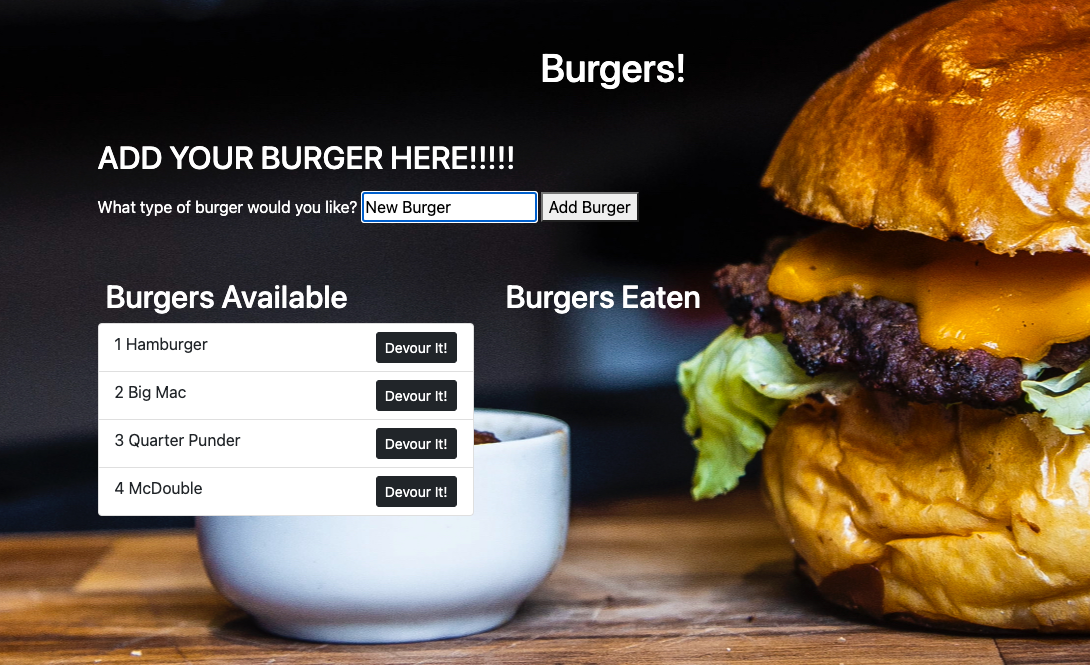 Burgers!
ADD YOUR BURGER HERE!!!!!
What type of burger would you like? New Burger Add Burger
Burgers Available
1 Hamburger Devour It!
2 Big Mac Devour It!
3 Quarter Punder Devour It!
4 McDouble Devour It!
Burgers Eaten